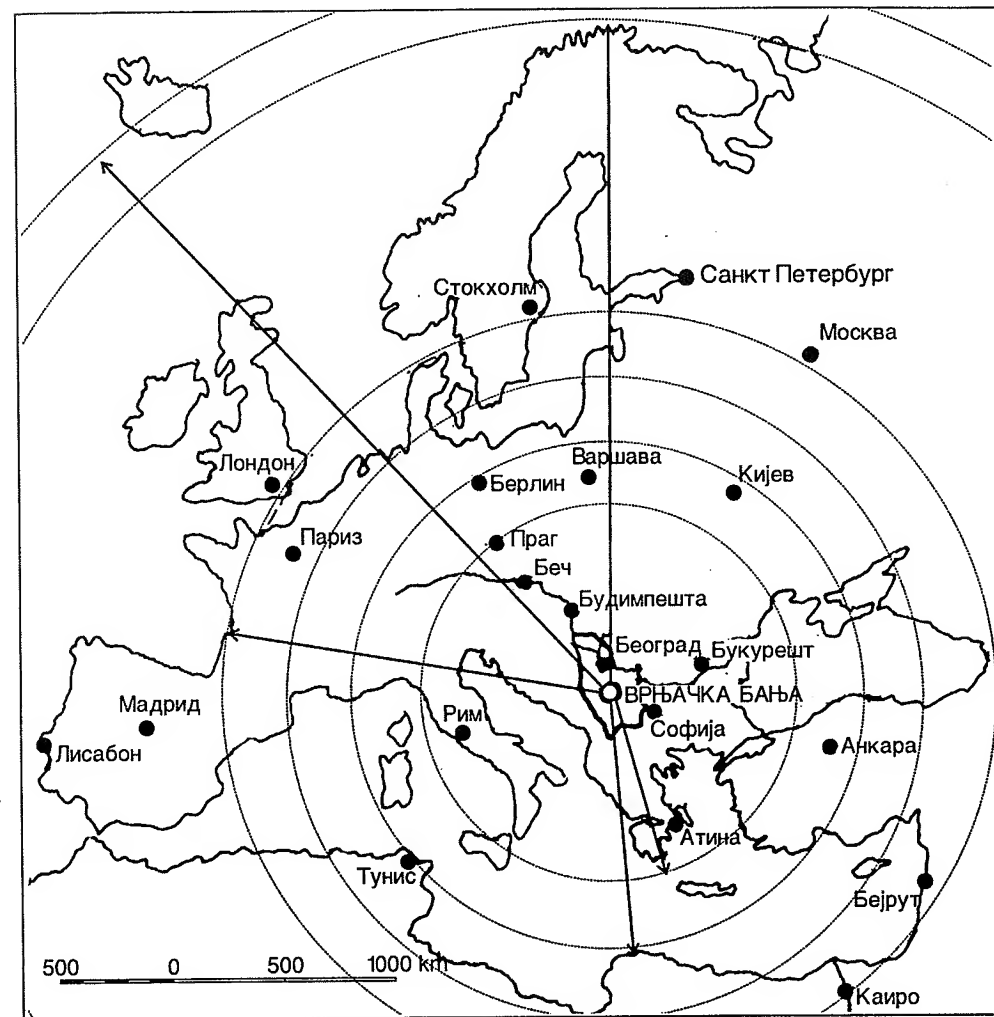 Санкт Петербург
Стокхолм
Москва
Варшава
Лондон
Берлин
Кијев
Париз
Праг
Беч
Будимпешта
Београд
Букурешт
ВРЊАЧКА БАЊА
Мадрид
Рим
Софија
Лисабон
Анкара
Атина
Тунис
Бејрут
500 0 500 1000 km
Каиро